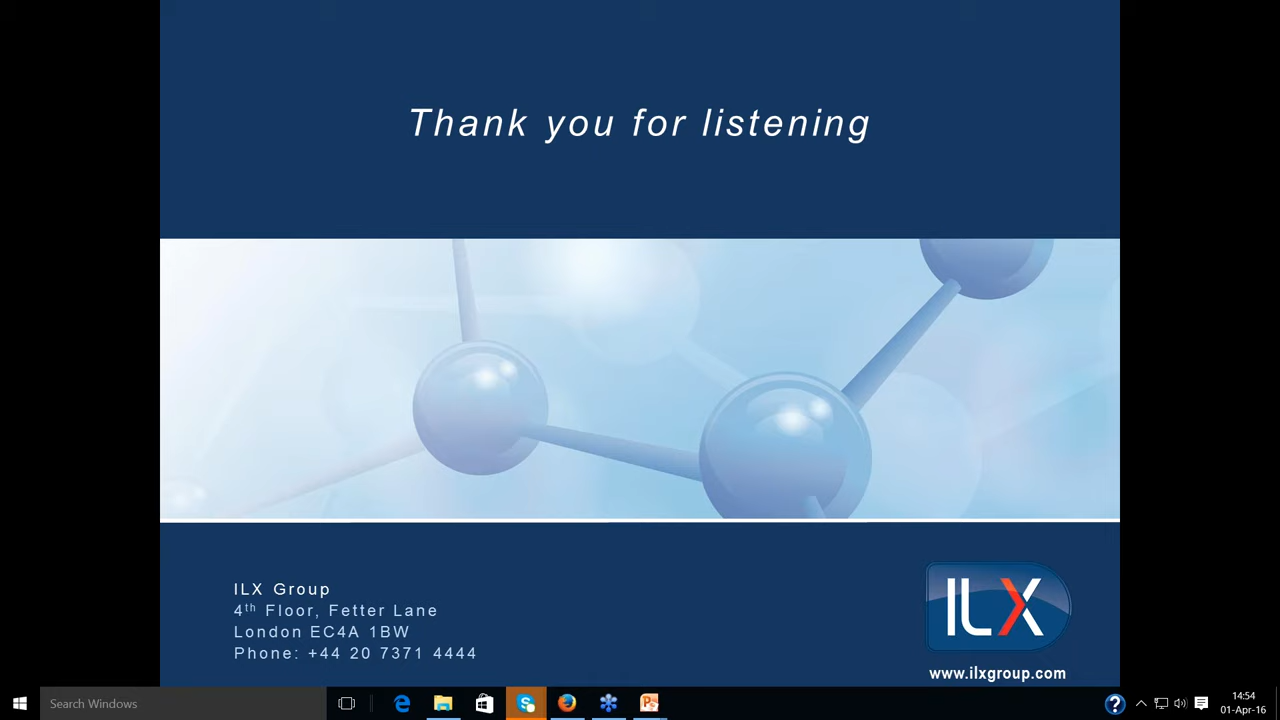 Thank you for listening
ILX Group
4th Floor, Fetter Lane
London EC4A 1BW
Phone: +44 20 7371 4444
ILX
www.ilxgroup.com
Search Windows
14:54
01-Apr-16